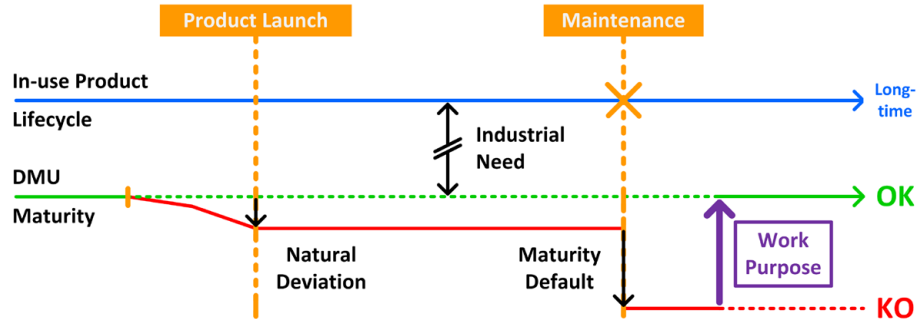 Product Launch
Maintenance
In-use Product
Lifecycle
Long-
time
Industrial
Need
DMU
Maturity
OK
Natural
Deviation
Maturity
Default
Work
Purpose
KO